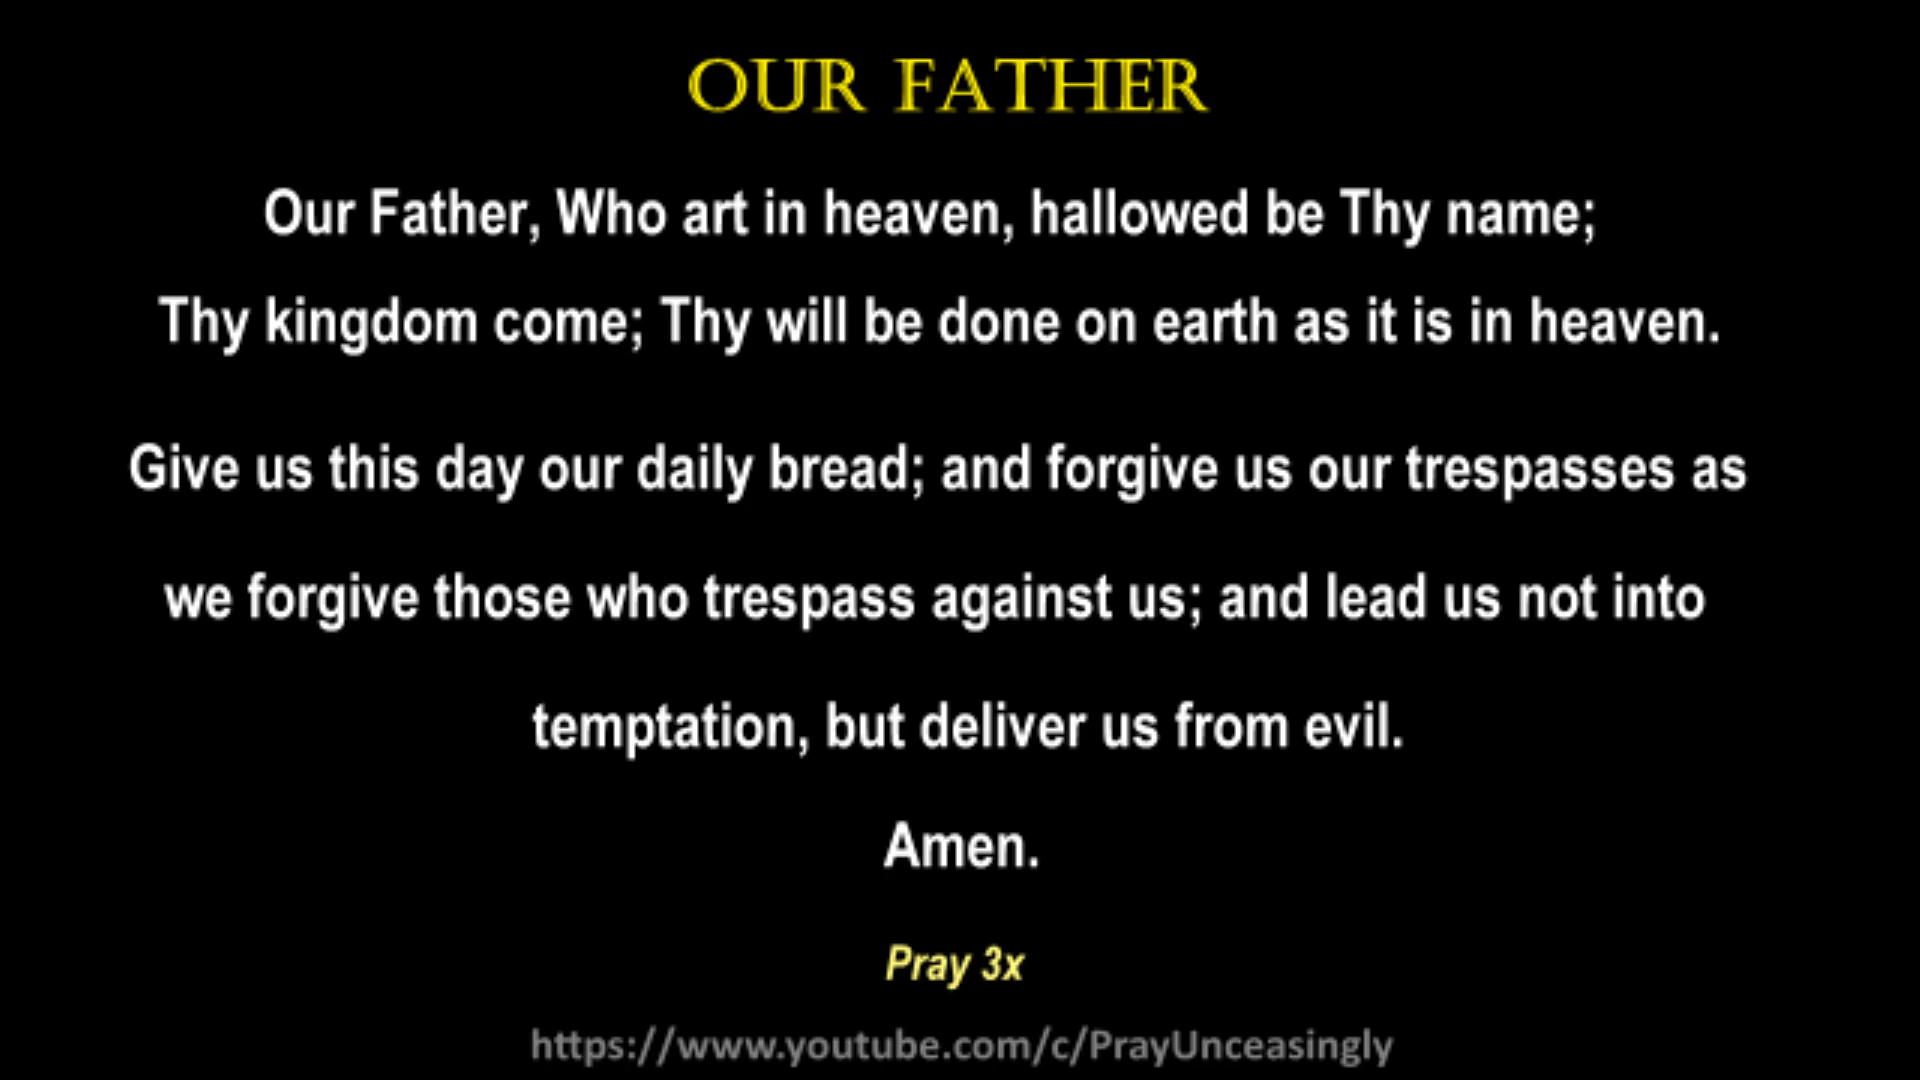 OUR FATHER
Our Father, Who art in heaven, hallowed be Thy name;
Thy kingdom come; Thy will be done on earth as it is in heaven.
Give us this day our daily bread; and forgive us our trespasses as
we forgive those who trespass against us; and lead us not into
temptation, but deliver us from evil.
Amen.
Pray 3x
https://www.youtube.com/c/PrayUnceasingly